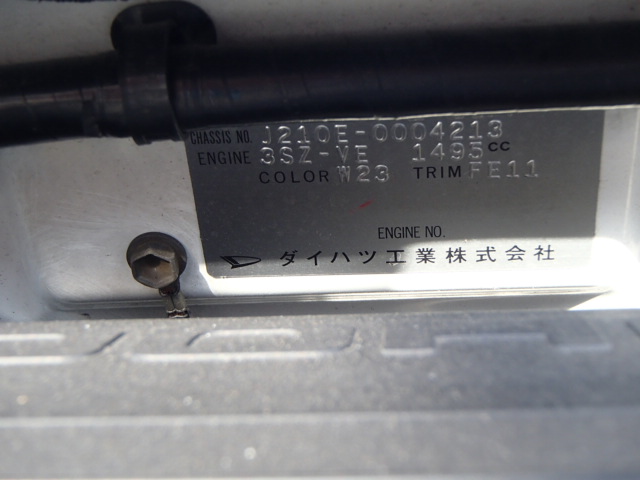 CHASSIS NO. J210E-0004213
ENGINE 3SZ-VE 1495cc
COLOR W23 TRIM FE11
ENGINE NO.
ダイハツ工業株式会社